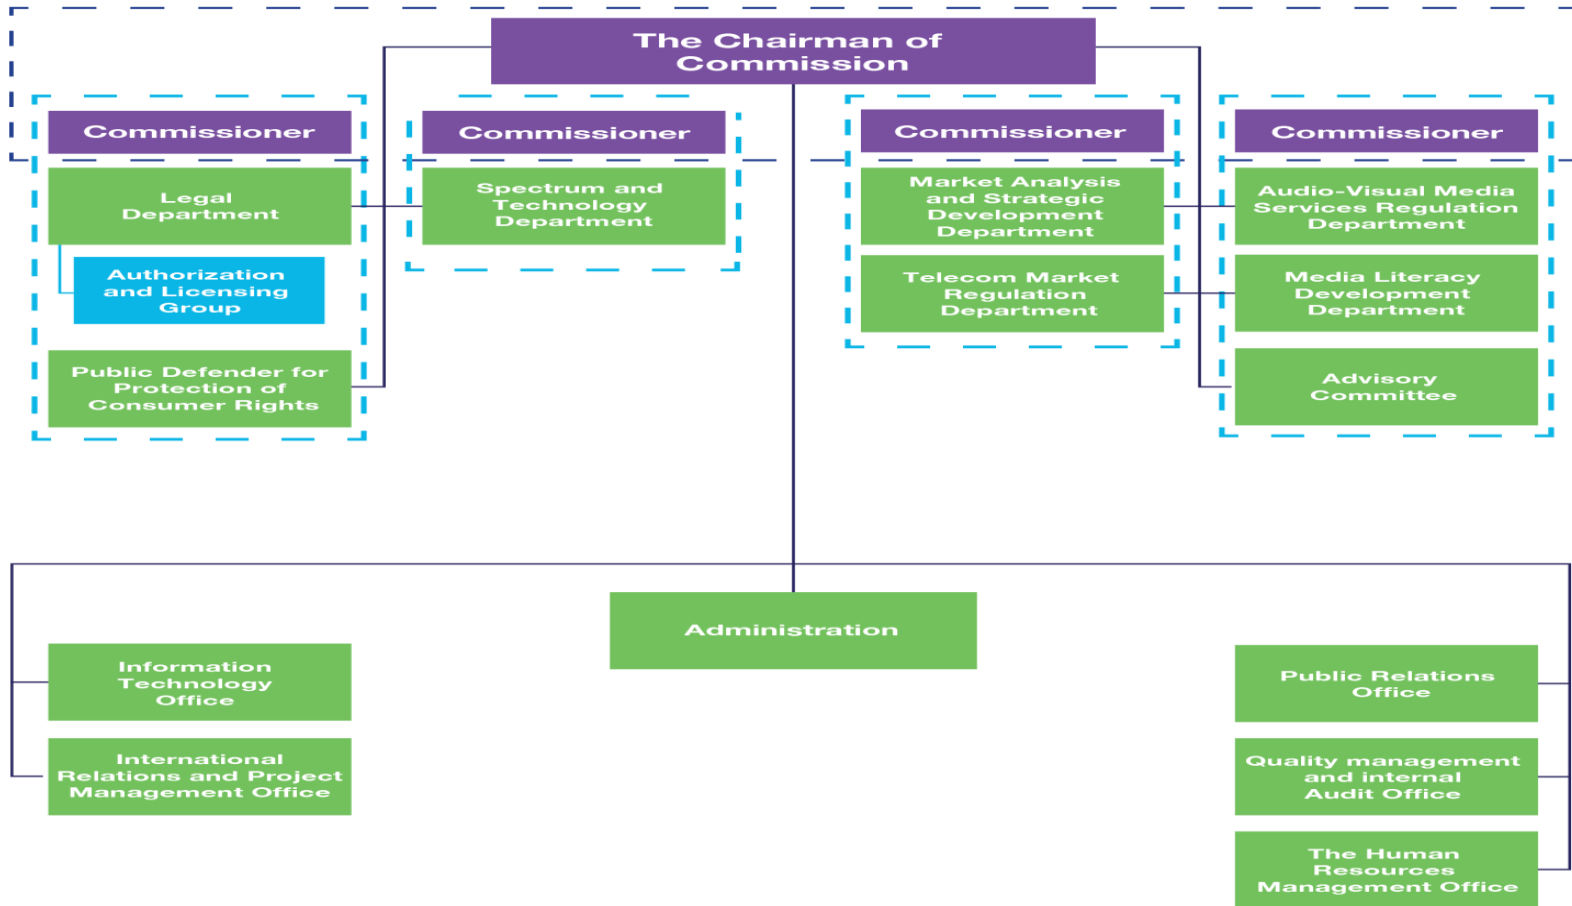 The Chairman of
Commission
Commissioner
Legal
Department
Authorization
and Licensing
Group
Public Defender for
Protection of
Consumer Rights
Commissioner
Spectrum and
Technology
Department
Commissioner
Market Analysis
and Strategic
Development
Department
Telecom Market
Regulation
Department
Commissioner
Audio-Visual Media
Services Regulation
Department
Media Literacy
Development
Department
Advisory
Committee
Administration
Information
Technology
Office
International
Relations and Project
Management Office
Public Relations
Office
Quality management
and internal
Audit Office
The Human
Resources
Management Office